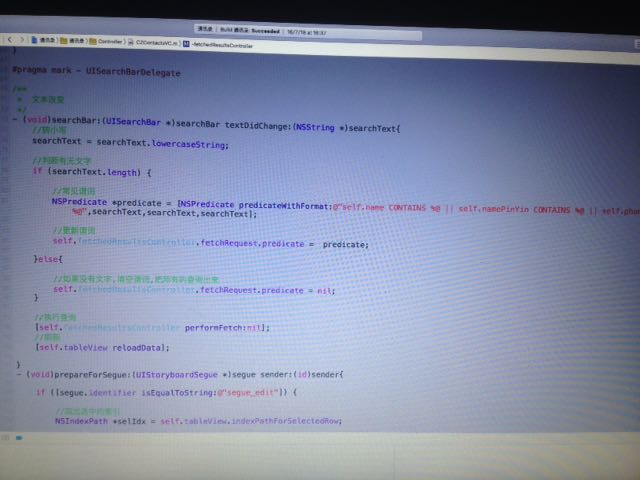 通讯录 | Build 通讯录: Succeeded | 16/7/18 at 16:37
通讯录 > 通讯录 > Controller > CZContactsVC.m > M -fetchedResultsController
}
#pragma mark - UISearchBarDelegate
/**
* 文本改变
*/
- (void)searchBar:(UISearchBar *)searchBar textDidChange:(NSString *)searchText{
//转小写
searchText = searchText.lowercaseString;
//判断有无文字
if (searchText.length) {
//常见谓词
NSPredicate *predicate = [NSPredicate predicateWithFormat:@"self.name CONTAINS %@ || self.namePinYin CONTAINS %@ || self.phon
%@",searchText,searchText,searchText];
//更新谓词
self.fetchedResultsController.fetchRequest.predicate = predicate;
}else{
//如果没有文字,清空谓词,把所有的查询出来
self.fetchedResultsController.fetchRequest.predicate = nil;
}
//执行查询
[self.fetchedResultsController performFetch:nil];
//刷新
[self.tableView reloadData];
}
- (void)prepareForSegue:(UIStoryboardSegue *)segue sender:(id)sender{
if ([segue.identifier isEqualToString:@"segue_edit"]) {
//取出选中的索引
NSIndexPath *selIdx = self.tableView.indexPathForSelectedRow;